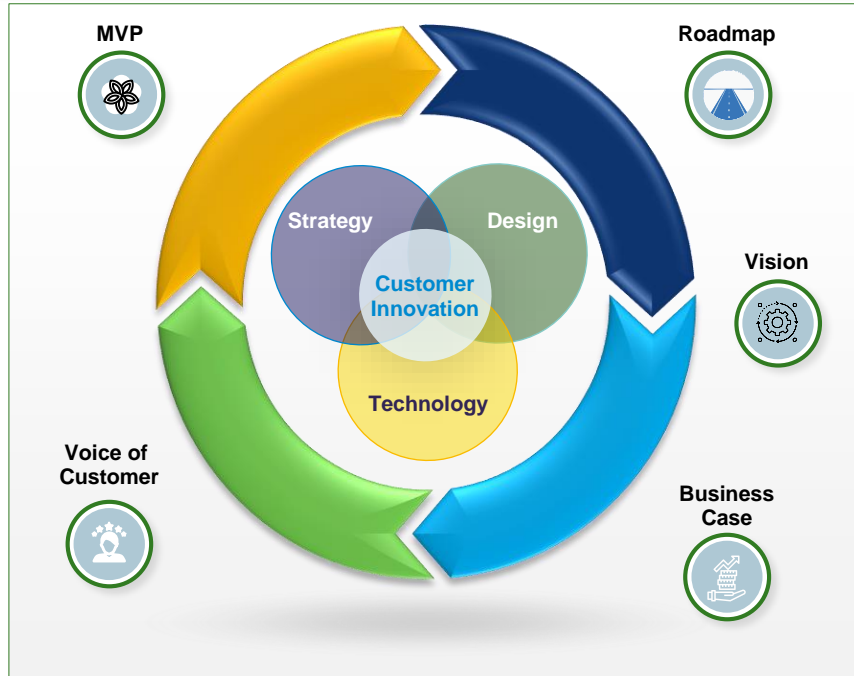 MVP
Roadmap
Strategy
Design
Customer
Innovation
Vision
Technology
Voice of
Customer
Business
Case